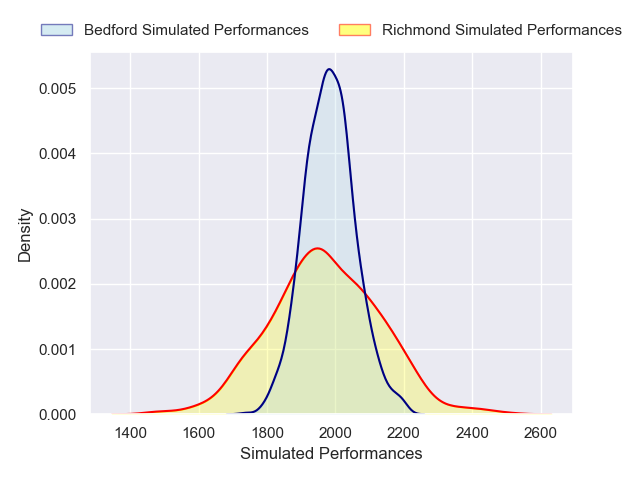 Bedford Simulated Performances Richmond Simulated Performances
0.005
0.004
0.003
0.002
0.001
0.000
Density
1400 1600 1800 2000 2200 2400 2600
Simulated Performances